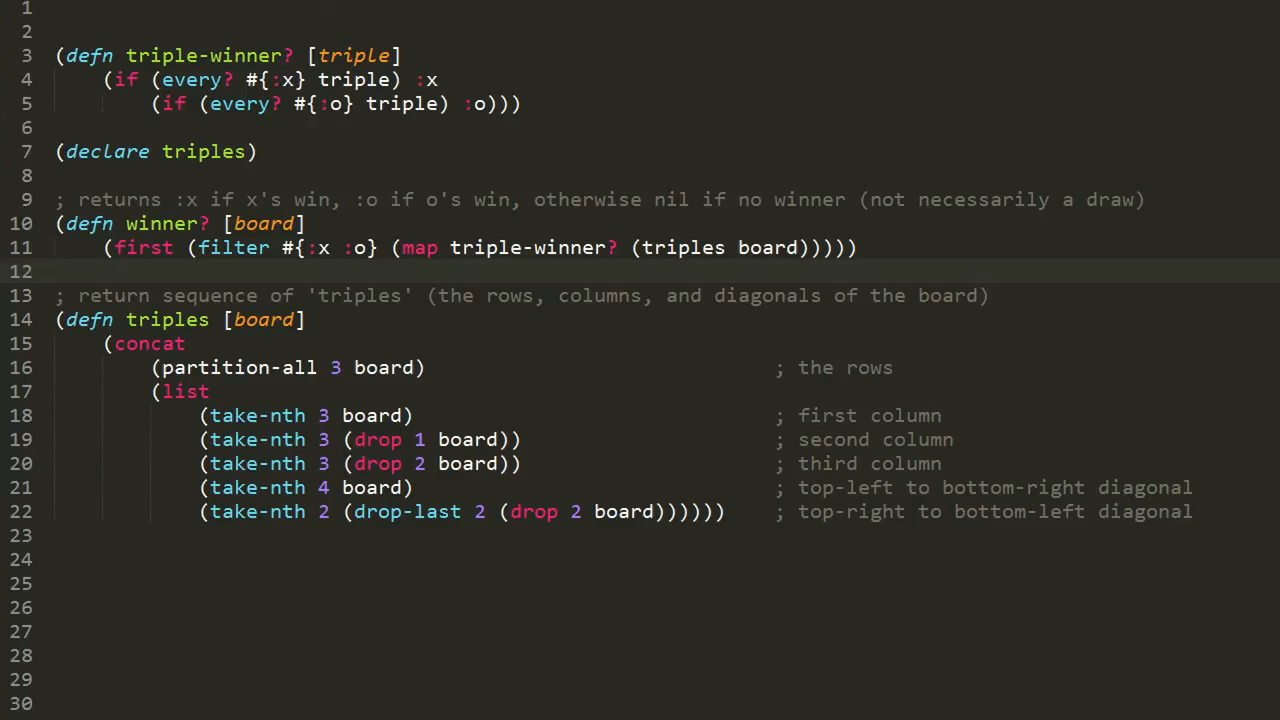 1
2
3 (defn triple-winner? [triple]
4     (if (every? #{:x} triple) :x
5         (if (every? #{:o} triple) :o)))
6
7 (declare triples)
8
9 ; returns :x if x's win, :o if o's win, otherwise nil if no winner (not necessarily a draw)
10 (defn winner? [board]
11     (first (filter #{:x :o} (map triple-winner? (triples board)))))
12
13 ; return sequence of 'triples' (the rows, columns, and diagonals of the board)
14 (defn triples [board]
15     (concat
16         (partition-all 3 board)                              ; the rows
17         (list
18             (take-nth 3 board)                               ; first column
19             (take-nth 3 (drop 1 board))                      ; second column
20             (take-nth 3 (drop 2 board))                      ; third column
21             (take-nth 4 board)                               ; top-left to bottom-right diagonal
22             (take-nth 2 (drop-last 2 (drop 2 board))))))     ; top-right to bottom-left diagonal
23
24
25
26
27
28
29
30